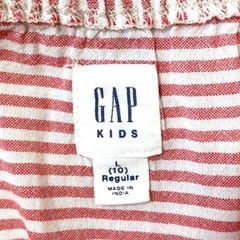 GAP
KIDS
L
(10)
Regular
MADE IN
INDIA